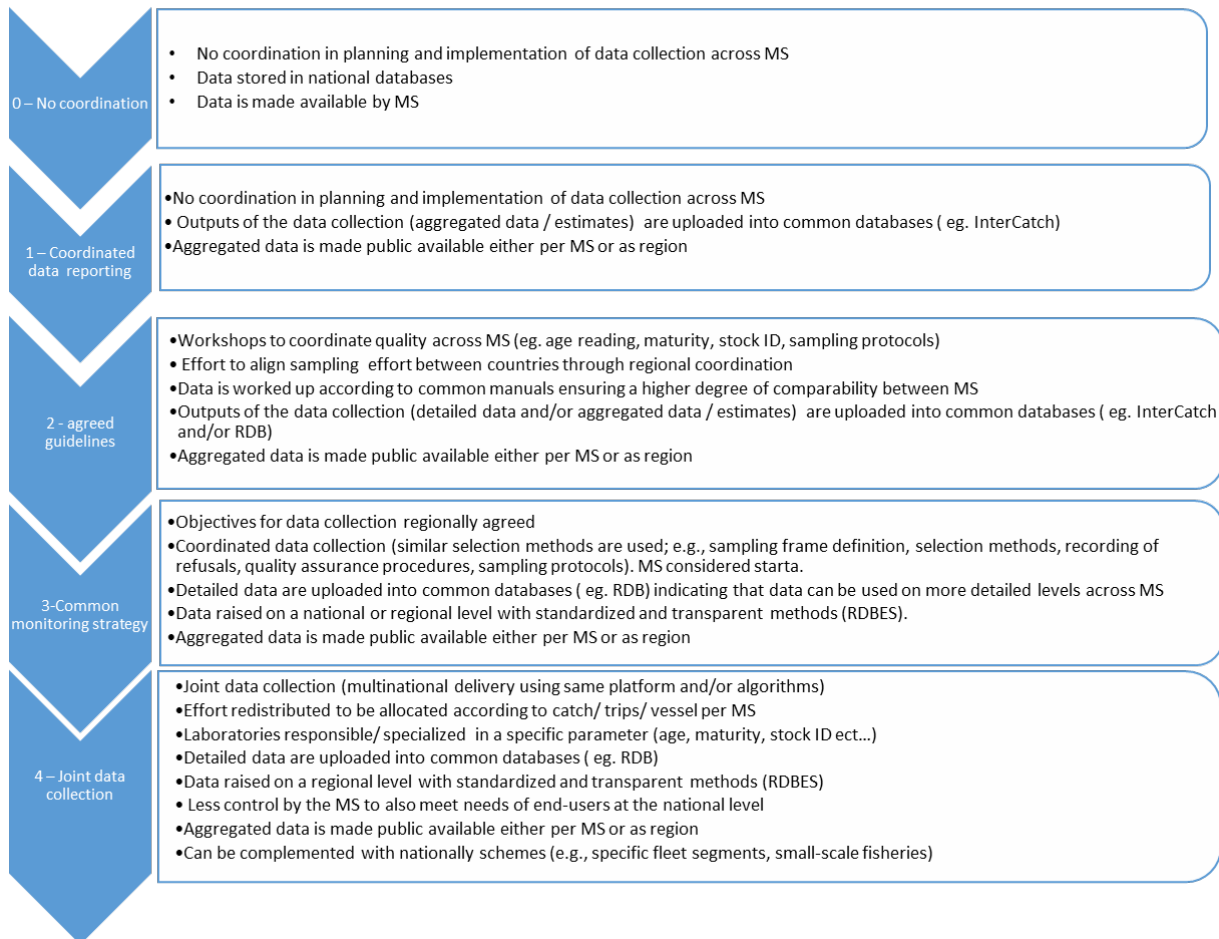 0 – No coordination
• No coordination in planning and implementation of data collection across MS
• Data stored in national databases
• Data is made available by MS
1 – Coordinated
data reporting
•No coordination in planning and implementation of data collection across MS
• Outputs of the data collection (aggregated data / estimates) are uploaded into common databases ( eg. InterCatch)
•Aggregated data is made public available either per MS or as region
2 - agreed
guidelines
•Workshops to coordinate quality across MS (eg. age reading, maturity, stock ID, sampling protocols)
• Effort to align sampling effort between countries through regional coordination
•Data is worked up according to common manuals ensuring a higher degree of comparability between MS
•Outputs of the data collection (detailed data and/or aggregated data / estimates) are uploaded into common databases ( eg. InterCatch
and/or RDB)
•Aggregated data is made public available either per MS or as region
3-Common
monitoring strategy
•Objectives for data collection regionally agreed
•Coordinated data collection (similar selection methods are used; e.g., sampling frame definition, selection methods, recording of
refusals, quality assurance procedures, sampling protocols). MS considered starta.
•Detailed data are uploaded into common databases ( eg. RDB) indicating that data can be used on more detailed levels across MS
•Data raised on a national or regional level with standardized and transparent methods (RDBES).
•Aggregated data is made public available either per MS or as region
4 – Joint data
collection
•Joint data collection (multinational delivery using same platform and/or algorithms)
•Effort redistributed to be allocated according to catch/ trips/ vessel per MS
•Laboratories responsible/ specialized in a specific parameter (age, maturity, stock ID ect...)
•Detailed data are uploaded into common databases ( eg. RDB)
•Data raised on a regional level with standardized and transparent methods (RDBES)
• Less control by the MS to also meet needs of end-users at the national level
•Aggregated data is made public available either per MS or as region
•Can be complemented with nationally schemes (e.g., specific fleet segments, small-scale fisheries)